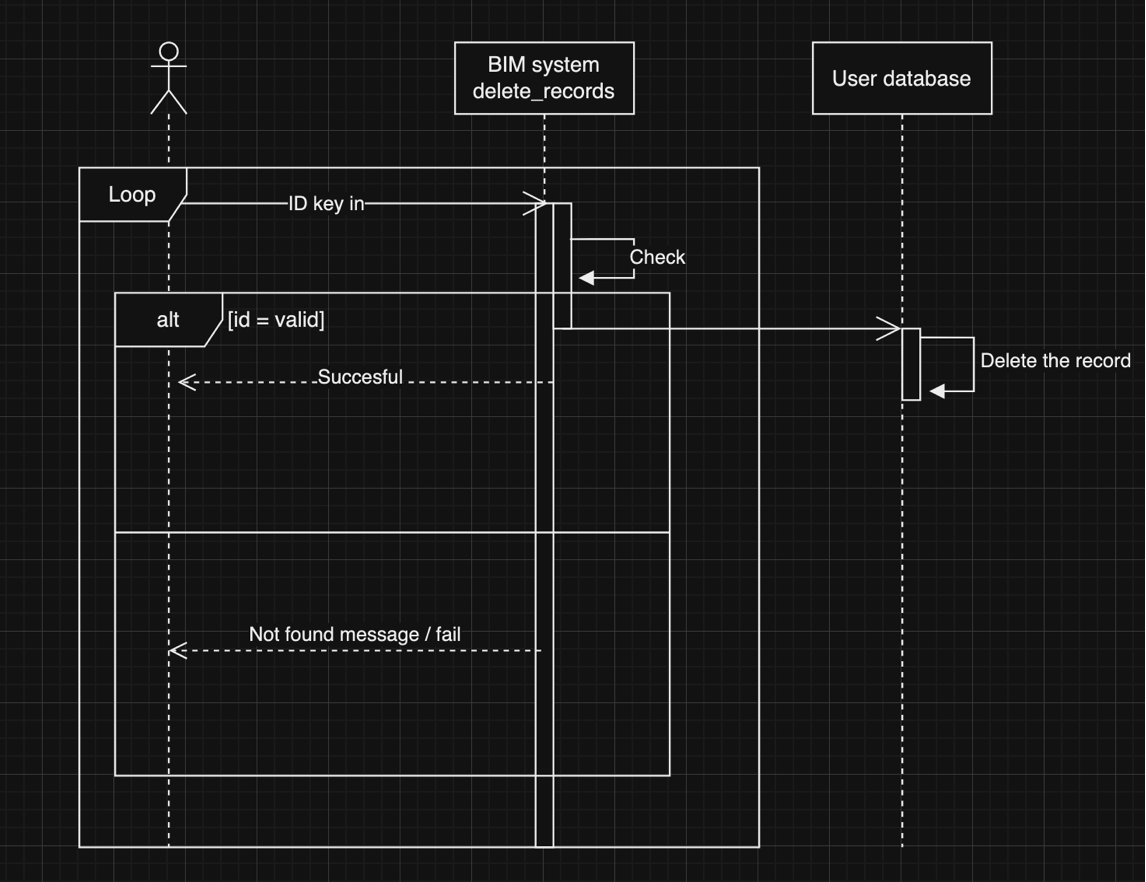 BIM system
delete_records
User database
Loop
ID key in
Check
alt
[id = valid]
Succesful
Delete the record
Not found message / fail